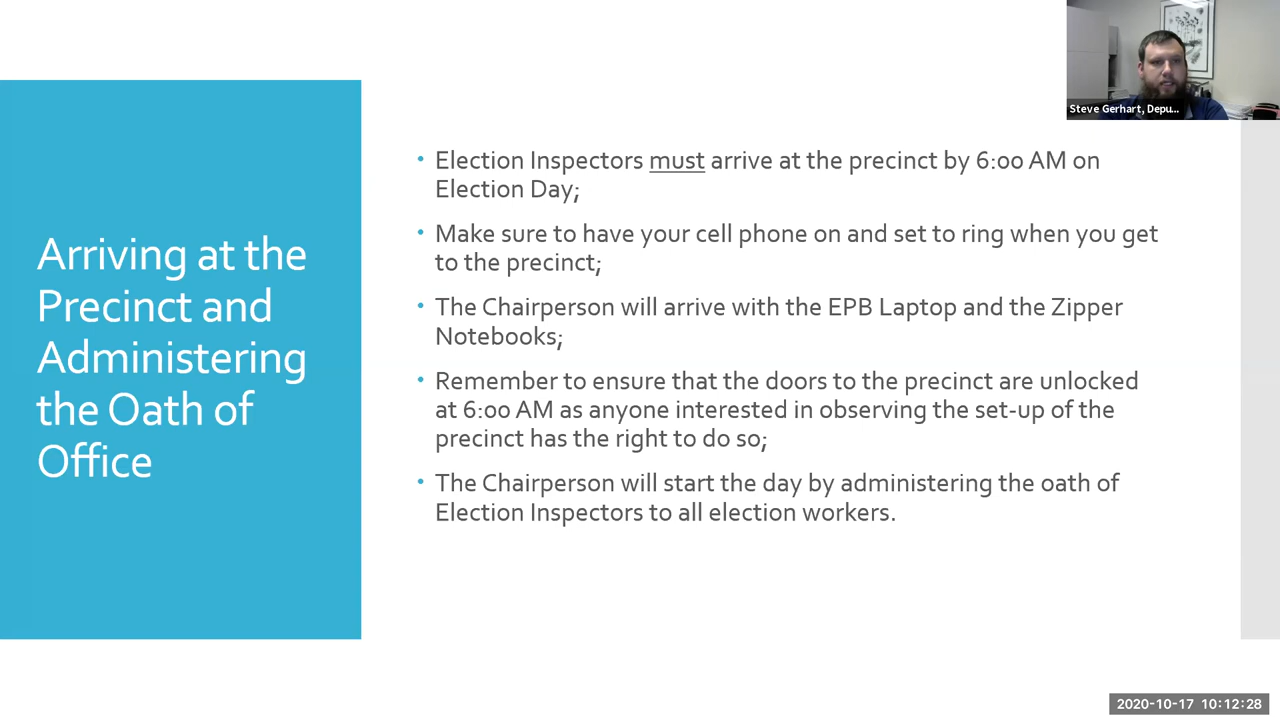 Steve Gerhart, Depu...
Arriving at the
Precinct and
Administering
the Oath of
Office
• Election Inspectors must arrive at the precinct by 6:00 AM on
Election Day;
• Make sure to have your cell phone on and set to ring when you get
to the precinct;
• The Chairperson will arrive with the EPB Laptop and the Zipper
Notebooks;
• Remember to ensure that the doors to the precinct are unlocked
at 6:00 AM as anyone interested in observing the set-up of the
precinct has the right to do so;
• The Chairperson will start the day by administering the oath of
Election Inspectors to all election workers.
2020-10-17 10:12:28